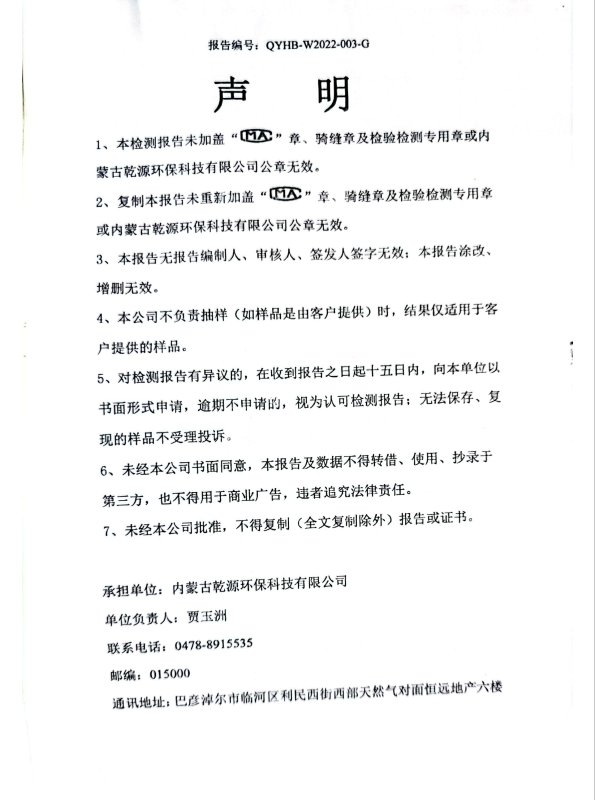 报告编号：QYHB-W2022-003-G
声 明
1、本检测报告未加盖“MA”章、骑缝章及检验检测专用章或内
蒙古乾源环保科技有限公司公章无效。
2、复制本报告未重新加盖“MA”章、骑缝章及检验检测专用章
或内蒙古乾源环保科技有限公司公章无效。
3、本报告无报告编制人、审核人、签发人签字无效；本报告涂改、
增删无效。
4、本公司不负责抽样（如样品是由客户提供）时，结果仅适用于客
户提供的样品。
5、对检测报告有异议的，在收到报告之日起十五日内，向本单位以
书面形式申请，逾期不申请的，视为认可检测报告；无法保存、复
现的样品不受理投诉。
6、未经本公司书面同意，本报告及数据不得转借、使用、抄录于
第三方，也不得用于商业广告，违者追究法律责任。
7、未经本公司批准，不得复制（全文复制除外）报告或证书。
承担单位：内蒙古乾源环保科技有限公司
单位负责人：贾玉洲
联系电话：0478-8915535
邮编：015000
通讯地址：巴彦淖尔市临河区利民西街西部天然气对面恒远地产六楼